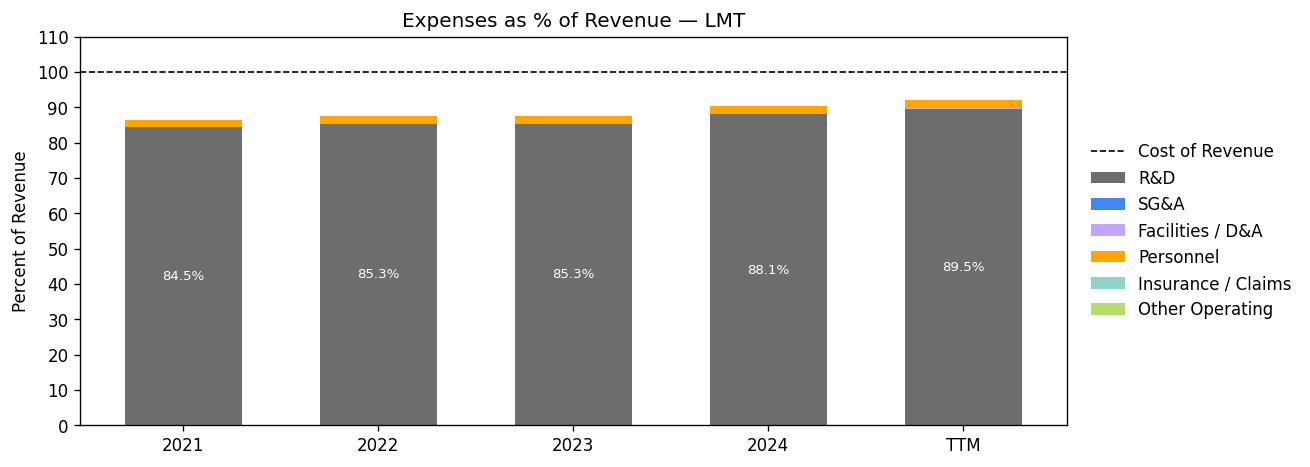 Expenses as % of Revenue — LMT
Percent of Revenue
110
100
90
80
70
60
50
40
30
20
10
0
84.5%
85.3%
85.3%
88.1%
89.5%
2021
2022
2023
2024
TTM
Cost of Revenue
R&D
SG&A
Facilities / D&A
Personnel
Insurance / Claims
Other Operating